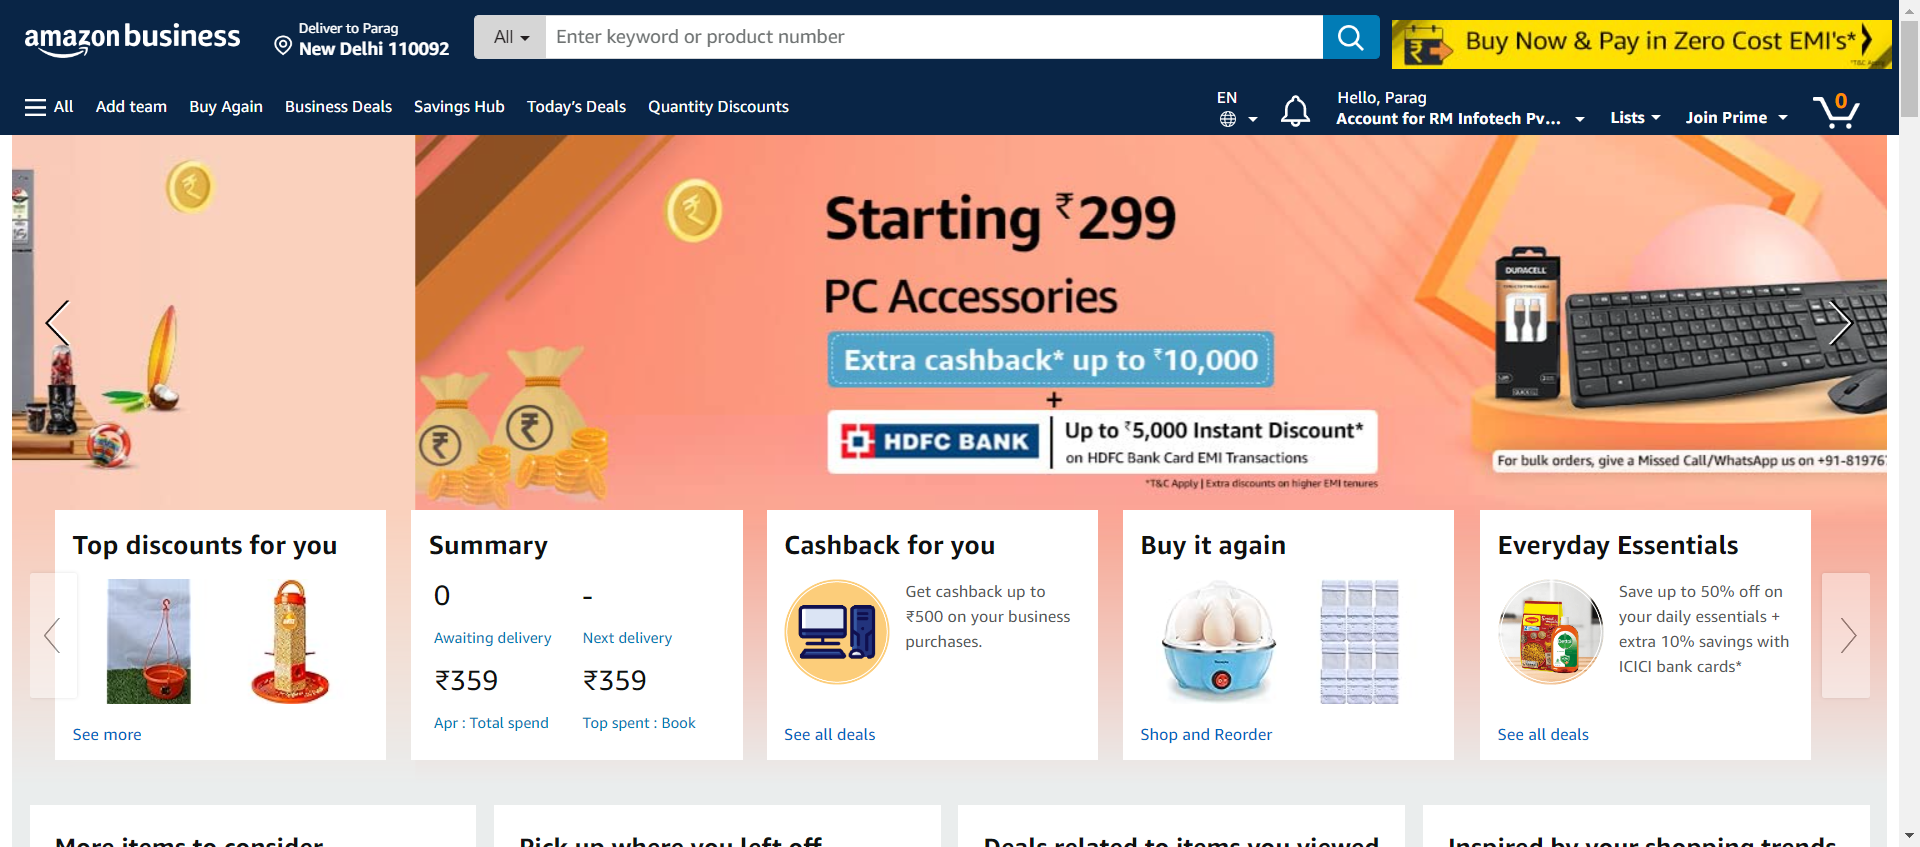 amazon business
Deliver to Parag
New Delhi 110092
All
Enter keyword or product number
Buy Now & Pay in Zero Cost EMI's*
All
Add team
Buy Again
Business Deals
Savings Hub
Today's Deals
Quantity Discounts
EN
Hello, Parag
Account for RM Infotech Pv...
Lists
Join Prime
0
Starting ₹299
PC Accessories
Extra cashback* up to ₹10,000
+
HDFC BANK
Up to ₹5,000 Instant Discount*
on HDFC Bank Card EMI Transactions
*T&C Apply | Extra discounts on higher EMI tenures
DURACELL
For bulk orders, give a Missed Call/WhatsApp us on +91-81976
Top discounts for you
See more
Summary
0
-
Awaiting delivery
Next delivery
₹359
₹359
Apr : Total spend
Top spent : Book
Cashback for you
Get cashback up to
₹500 on your business
purchases.
See all deals
Buy it again
Shop and Reorder
Everyday Essentials
Save up to 50% off on
your daily essentials +
extra 10% savings with
ICICI bank cards*
See all deals
More items to consider
Pick up where you left off
Deals related to items you viewed
Inspired by your shopping trends